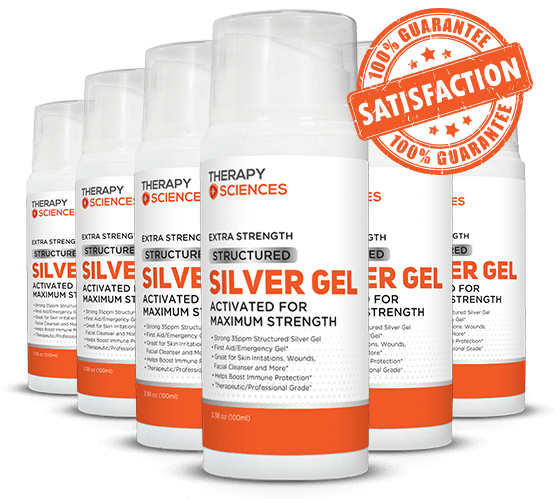 100% GUARANTEE
SATISFACTION
100% GUARANTEE
THERAPY
SCIENCES
EXTRA STRENGTH
STRUCTURED
SILVER GEL
ACTIVATED FOR
MAXIMUM STRENGTH
• Strong 35ppm Structured Silver Gel
• First Aid/Emergency Gel*
• Great for Skin Irritations, Wounds,
Facial Cleanser and More*
• Helps Boost Immune Protection*
• Therapeutic/Professional Grade*
3.38 oz (100ml)